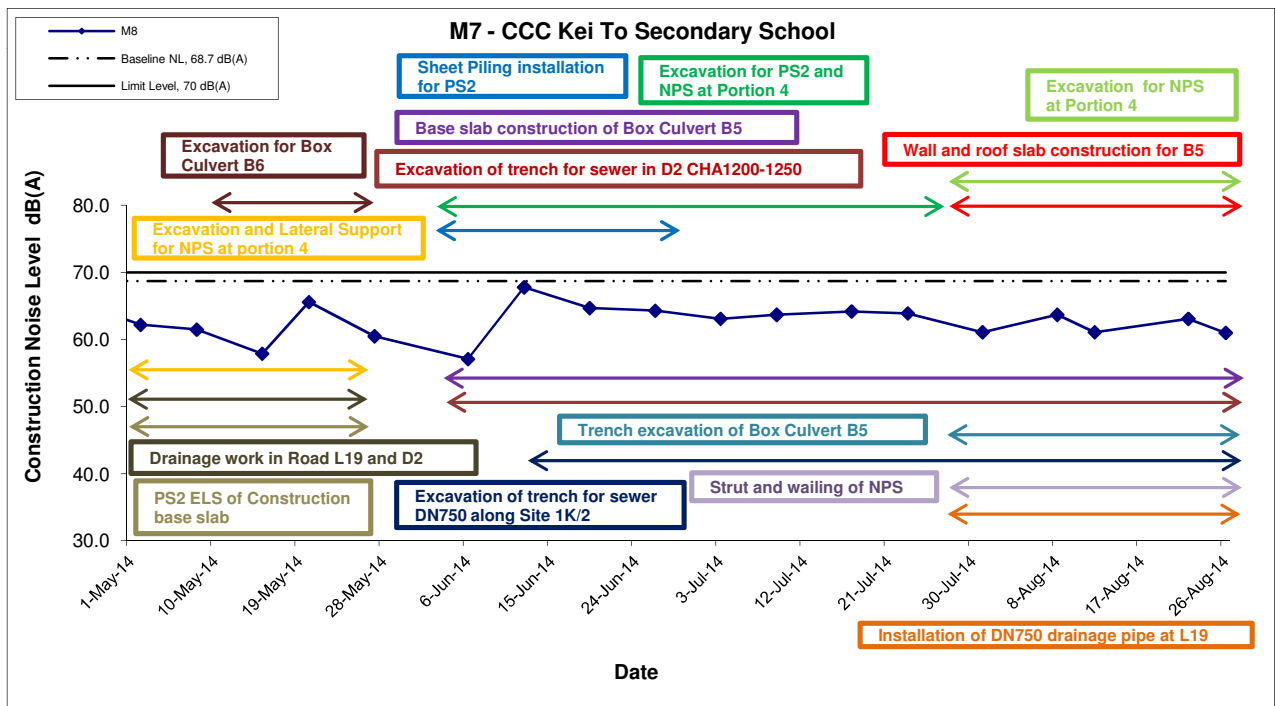 M7 - CCC Kei To Secondary School
M8
Baseline NL, 68.7 dB(A)
Limit Level, 70 dB(A)
Sheet Piling installation
for PS2
Excavation for PS2 and
NPS at Portion 4
Excavation for NPS
at Portion 4
Base slab construction of Box Culvert B5
Excavation for Box
Culvert B6
Wall and roof slab construction for B5
Excavation of trench for sewer in D2 CHA1200-1250
Excavation and Lateral Support
for NPS at portion 4
Construction Noise Level dB(A)
80.0
70.0
60.0
50.0
40.0
30.0
Trench excavation of Box Culvert B5
Drainage work in Road L19 and D2
Strut and wailing of NPS
PS2 ELS of Construction
base slab
Excavation of trench for sewer
DN750 along Site 1K/2
1-May-14
10-May-14
19-May-14
28-May-14
6-Jun-14
15-Jun-14
24-Jun-14
3-Jul-14
12-Jul-14
21-Jul-14
30-Jul-14
8-Aug-14
17-Aug-14
26-Aug-14
Installation of DN750 drainage pipe at L19
Date